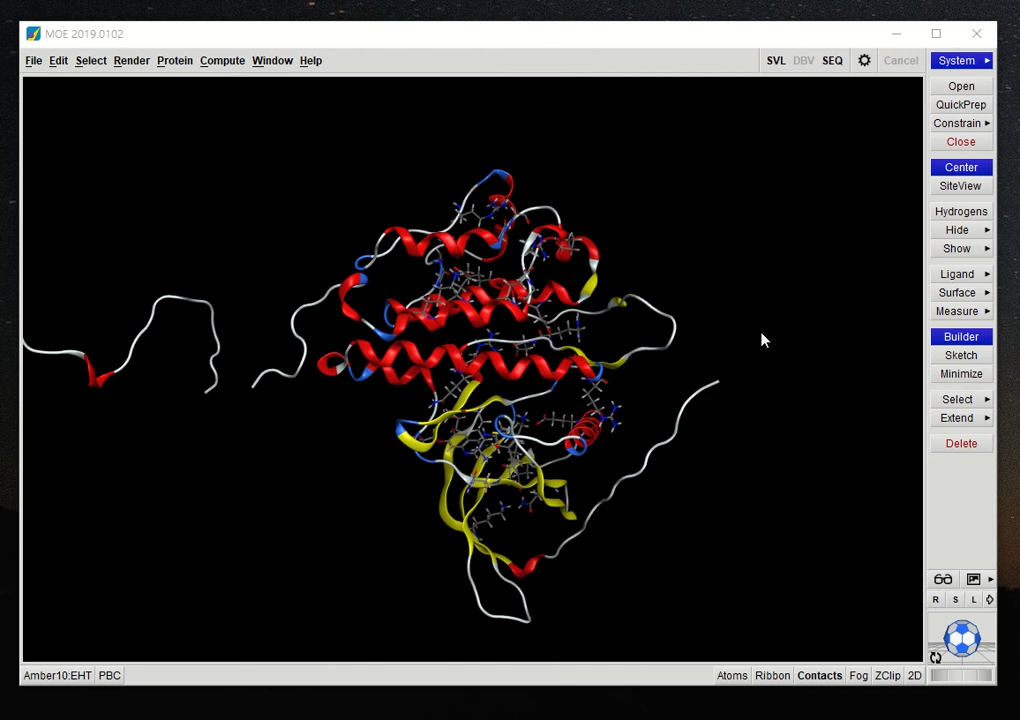 MOE 2019.0102
File Edit Select Render Protein Compute Window Help
SVL DBV SEQ Cancel
System
Open
QuickPrep
Constrain
Close
Center
SiteView
Hydrogens
Hide
Show
Ligand
Surface
Measure
Builder
Sketch
Minimize
Select
Extend
Delete
R S L
Amber10:EHT PBC
Atoms Ribbon Contacts Fog ZClip 2D